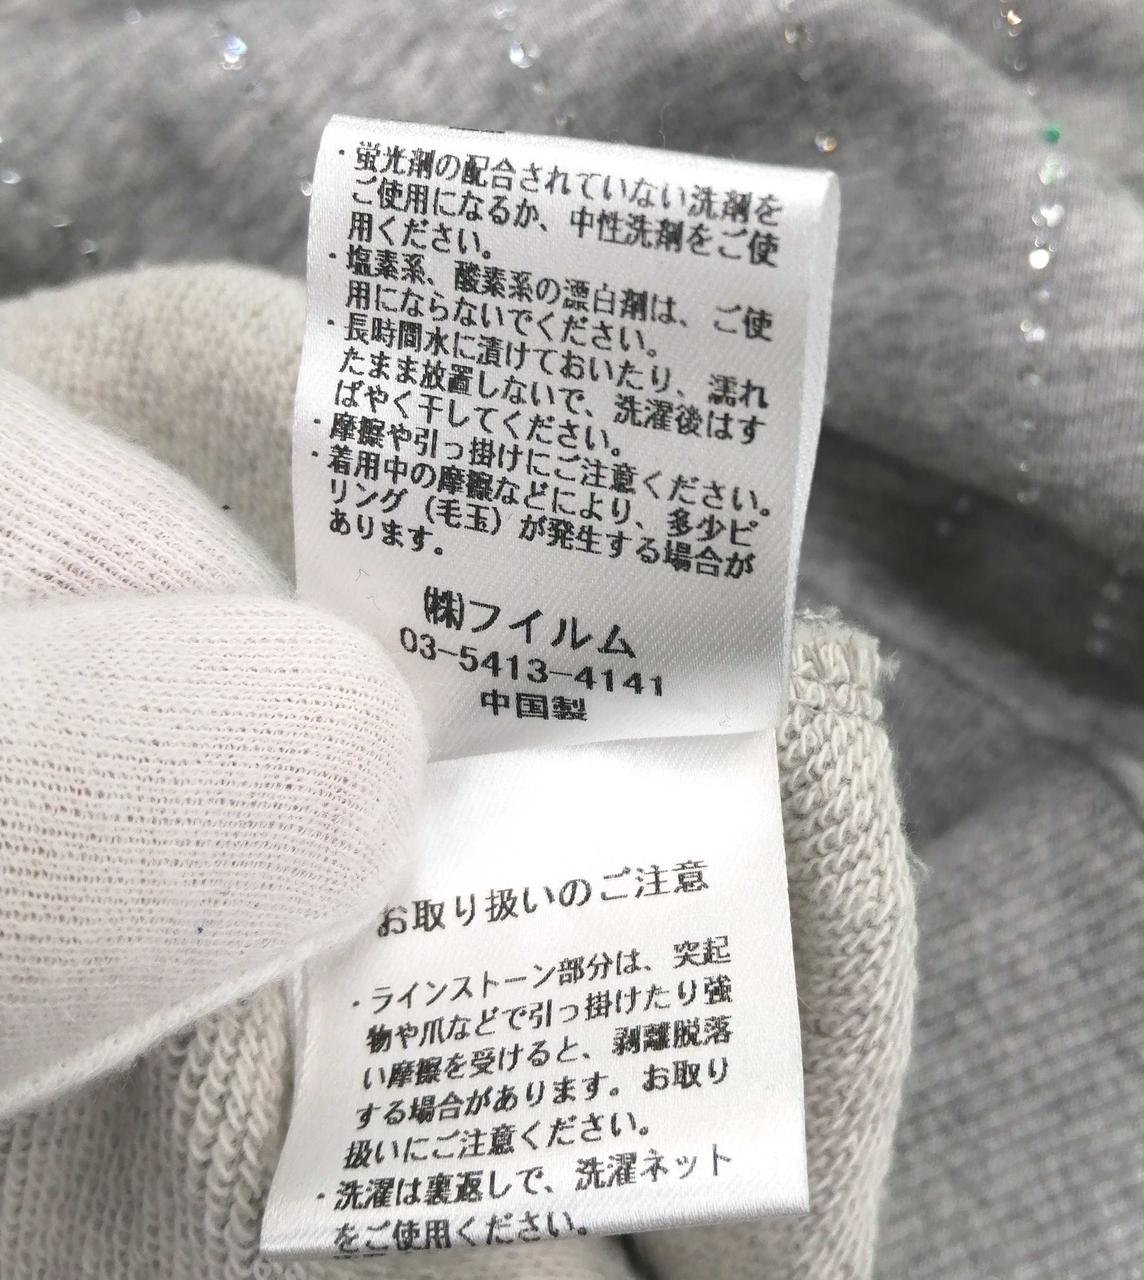 ・蛍光剤の配合されていない洗剤を
ご使用になるか、中性洗剤をご使
用ください。
・塩素系、酸素系の漂白剤は、ご使
用にならないでください。
・長時間水に漬けておいたり、濡れ
たまま放置しないで、洗濯後はす
ばやく干してください。
・摩擦や引っ掛けにご注意ください。
・着用中の摩擦などにより、多少ピ
リング（毛玉）が発生する場合が
あります。
㈱フイルム
03-5413-4141
中国製
お取り扱いのご注意
・ラインストーン部分は、突起
物や爪などで引っ掛けたり強
い摩擦を受けると、剥離脱落
する場合があります。お取り
扱いにご注意ください。
・洗濯は裏返しで、洗濯ネット
をご使用ください。